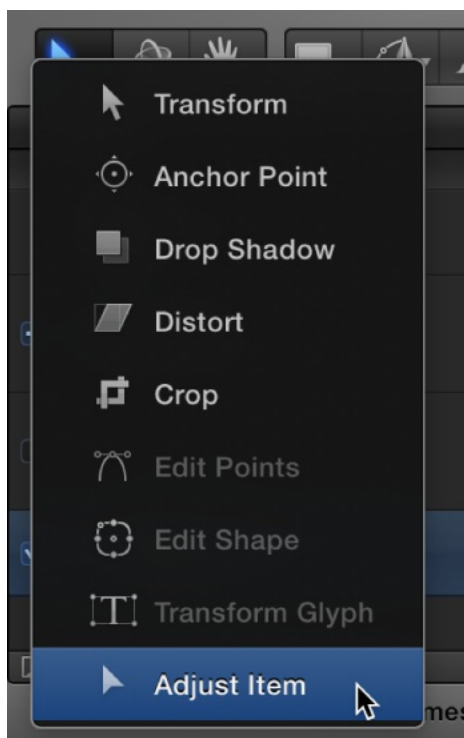 Transform
Anchor Point
Drop Shadow
Distort
Crop
Edit Points
Edit Shape
Transform Glyph
Adjust Item